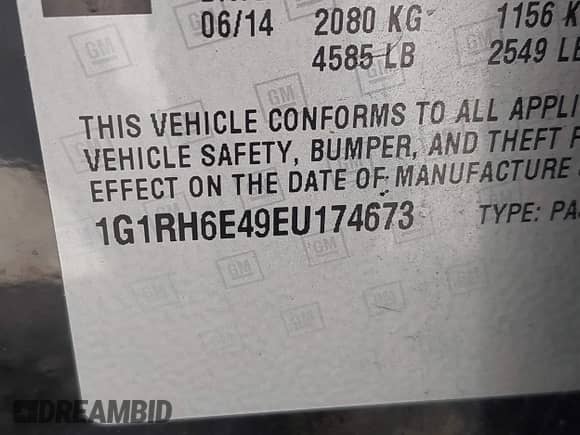 06/14 2080 KG 1156 K
4585 LB 2549 LB
THIS VEHICLE CONFORMS TO ALL APPLI
VEHICLE SAFETY, BUMPER, AND THEFT
EFFECT ON THE DATE OF MANUFACTURE
1G1RH6E49EU174673 TYPE: PA
GM
DREAMBID